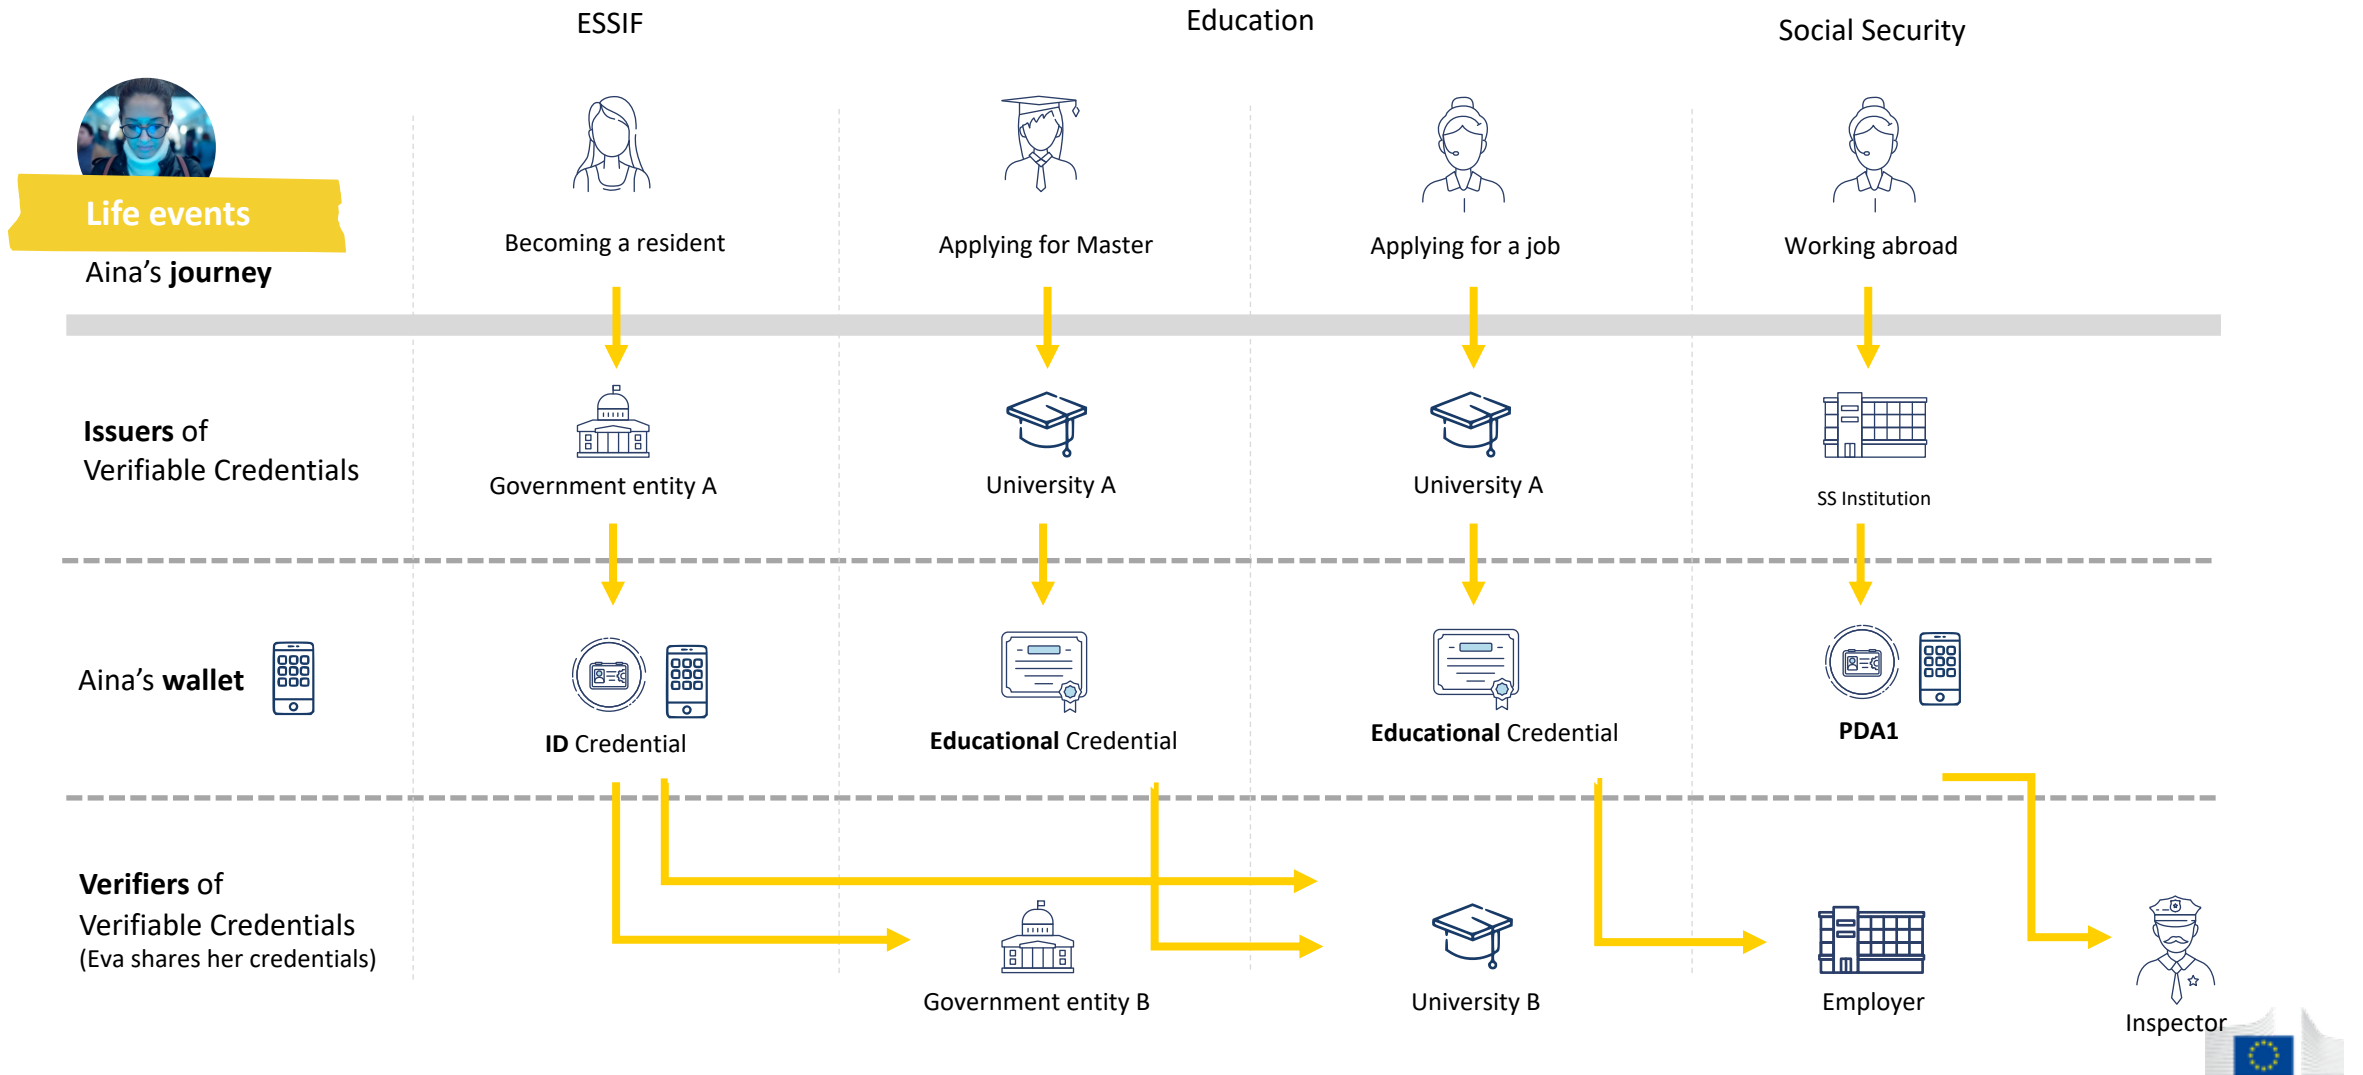 ESSIF
Education
Social Security
Life events
Aina’s journey
Becoming a resident
Applying for Master
Applying for a job
Working abroad
Issuers of
Verifiable Credentials
Government entity A
University A
University A
SS Institution
Aina’s wallet
ID Credential
Educational Credential
Educational Credential
PDA1
Verifiers of
Verifiable Credentials
(Eva shares her credentials)
Government entity B
University B
Employer
Inspector